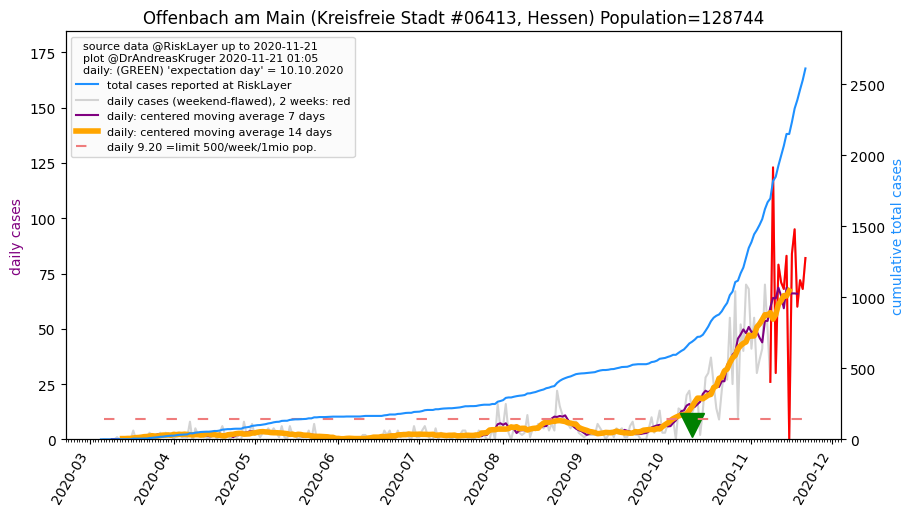 Offenbach am Main (Kreisfreie Stadt #06413, Hessen) Population=128744
source data @RiskLayer up to 2020-11-21
plot @DrAndreasKruger 2020-11-21 01:05
daily: (GREEN) 'expectation day' = 10.10.2020
total cases reported at RiskLayer
daily cases (weekend-flawed), 2 weeks: red
daily: centered moving average 7 days
daily: centered moving average 14 days
daily 9.20 =limit 500/week/1mio pop.
daily cases
175
150
125
100
75
50
25
0
cumulative total cases
2500
2000
1500
1000
500
0
2020-03
2020-04
2020-05
2020-06
2020-07
2020-08
2020-09
2020-10
2020-11
2020-12